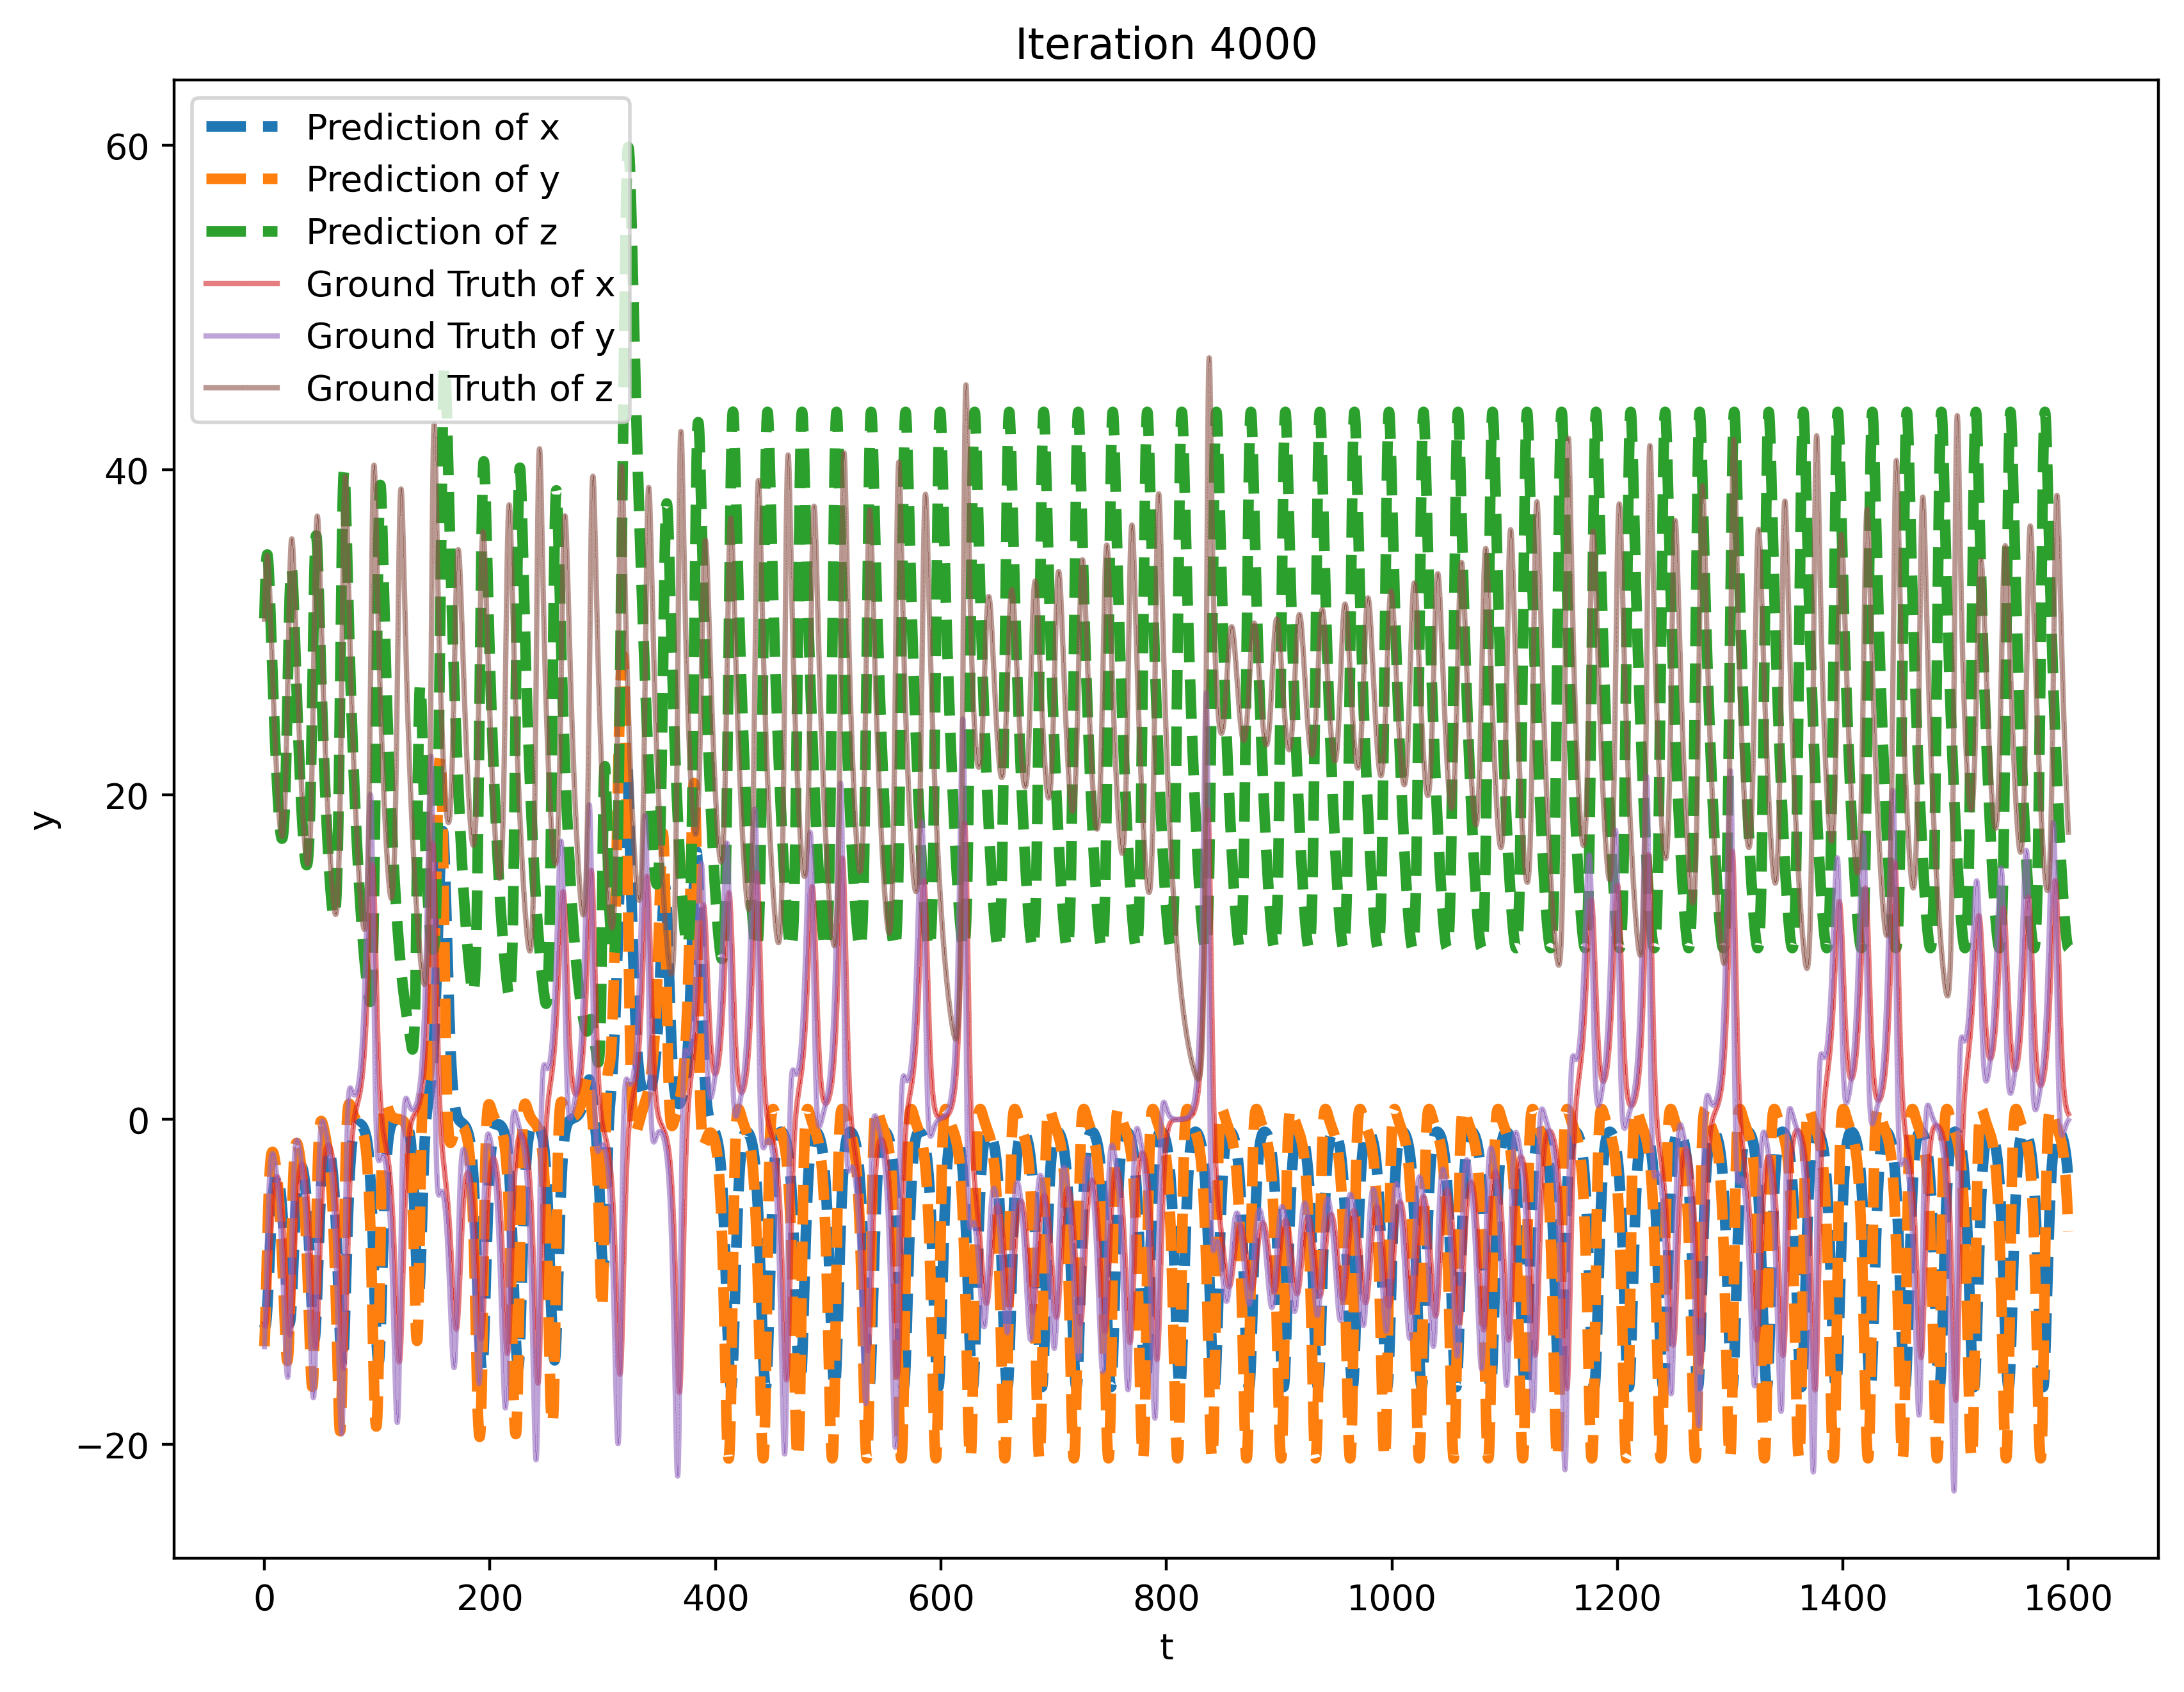 Iteration 4000
Prediction of x
Prediction of y
Prediction of z
Ground Truth of x
Ground Truth of y
Ground Truth of z
60
40
20
0
−20
y
0 200 400 600 800 1000 1200 1400 1600
t